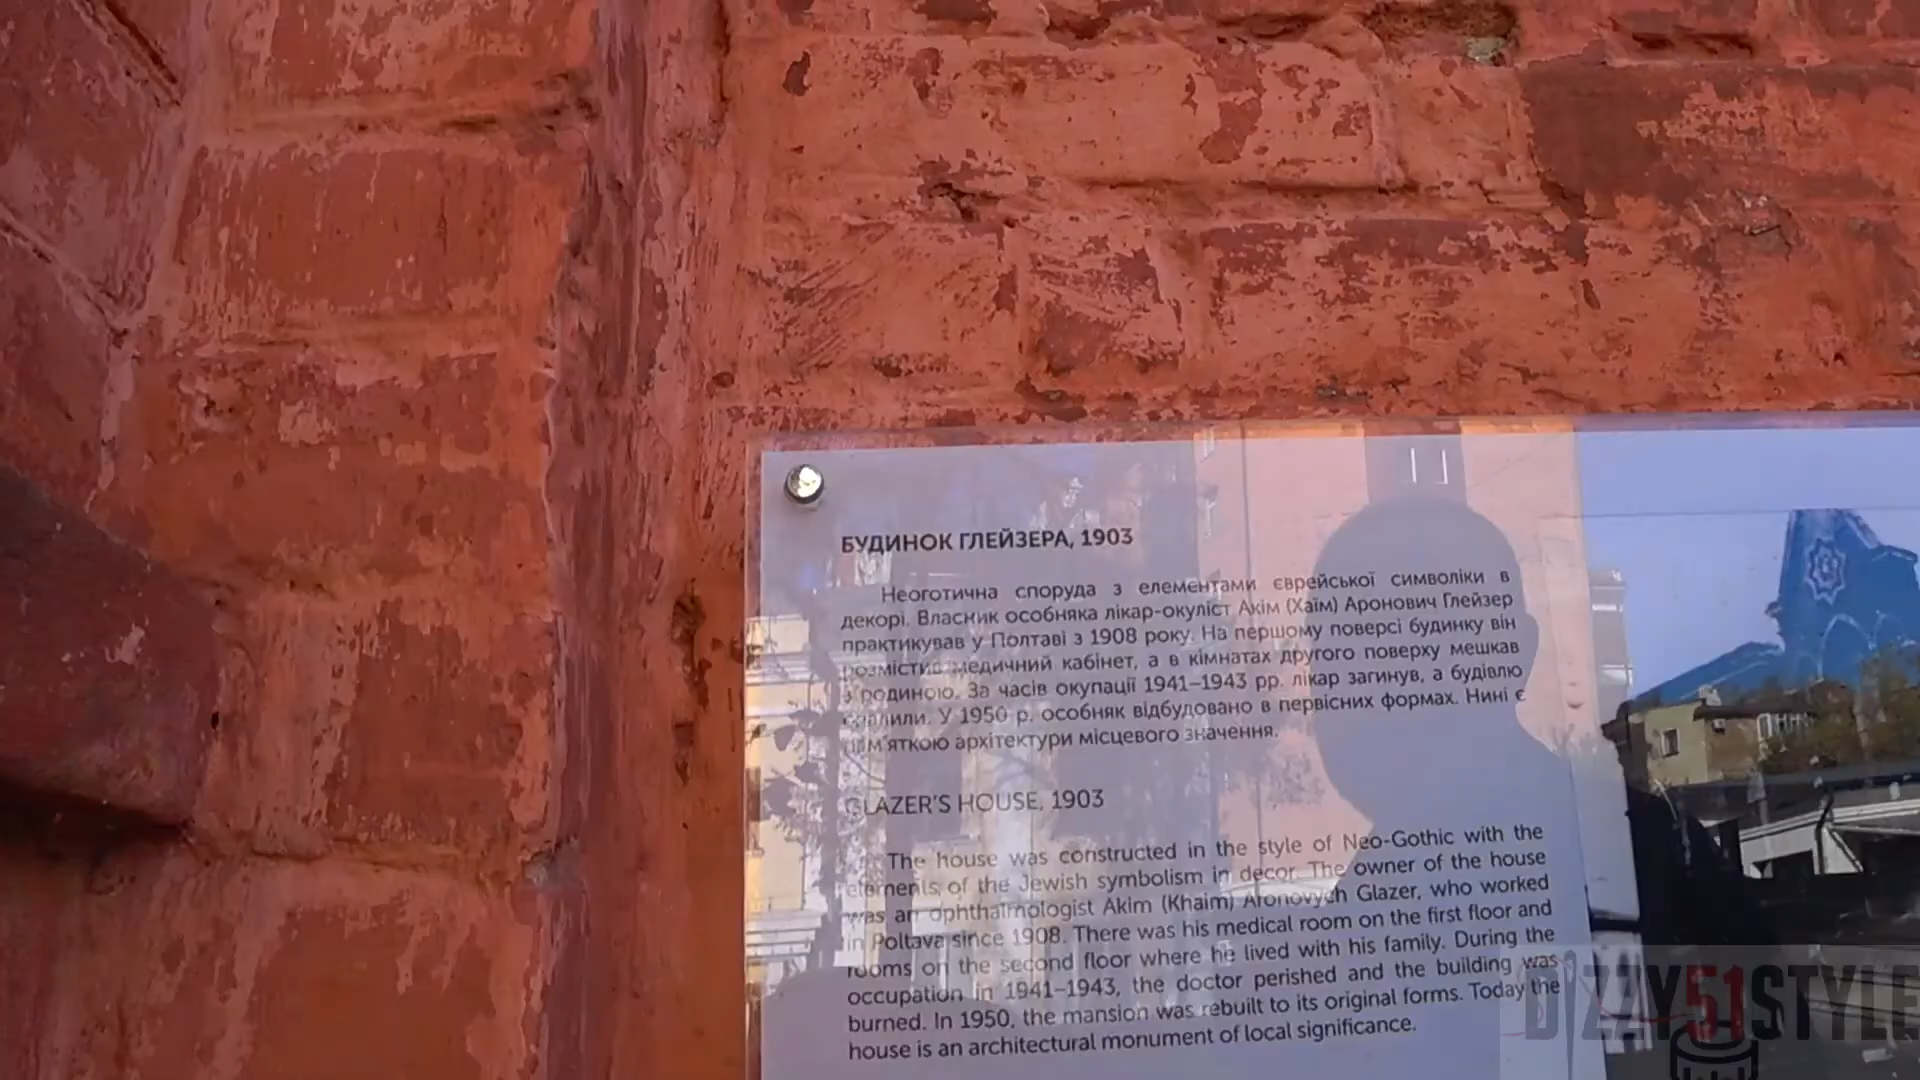 БУДИНОК ГЛЕЙЗЕРА, 1903
Неоготична споруда з елементами єврейської символіки в
декорі. Власник особняка лікар-окуліст Акім (Хаїм) Аронович Глейзер
практикував у Полтаві з 1908 року. На першому поверсі будинку він
розмістив медичний кабінет, а в кімнатах другого поверху мешкав
з родиною. За часів окупації 1941–1943 рр. лікар загинув, а будівлю
спалили. У 1950 р. особняк відбудовано в первісних формах. Нині є
пам'яткою архітектури місцевого значення.
GLAZER'S HOUSE, 1903
The house was constructed in the style of Neo-Gothic with the
elements of the Jewish symbolism in decor. The owner of the house
was an ophthalmologist Akim (Khaim) Aronovych Glazer, who worked
in Poltava since 1908. There was his medical room on the first floor and
rooms on the second floor where he lived with his family. During the
occupation in 1941–1943, the doctor perished and the building was
burned. In 1950, the mansion was rebuilt to its original forms. Today the
house is an architectural monument of local significance.
DIZZY51STYLE